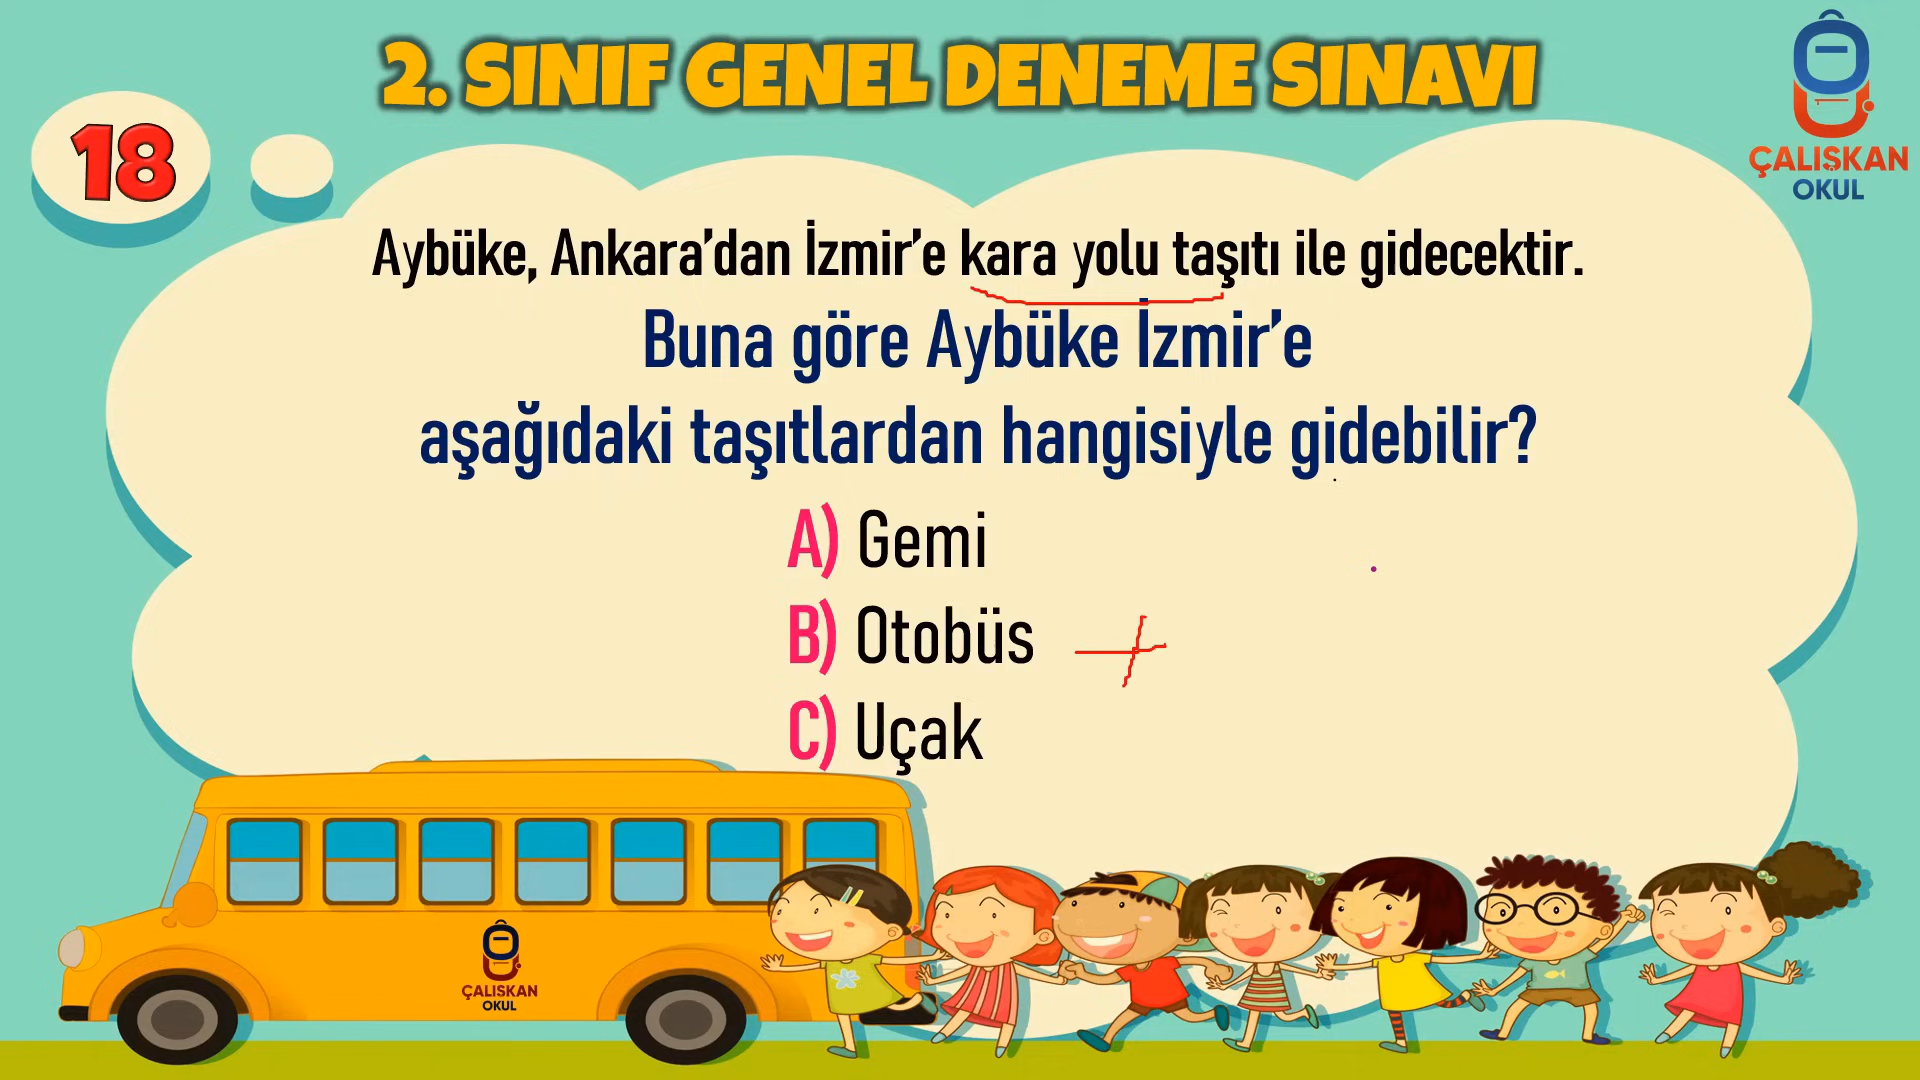 2. SINIF GENEL DENEME SINAVI
ÇALIŞKAN
OKUL
18
Aybüke, Ankara’dan İzmir’e kara yolu taşıtı ile gidecektir.
Buna göre Aybüke İzmir’e
aşağıdaki taşıtlardan hangisiyle gidebilir?
A) Gemi
B) Otobüs
C) Uçak
ÇALIŞKAN
OKUL